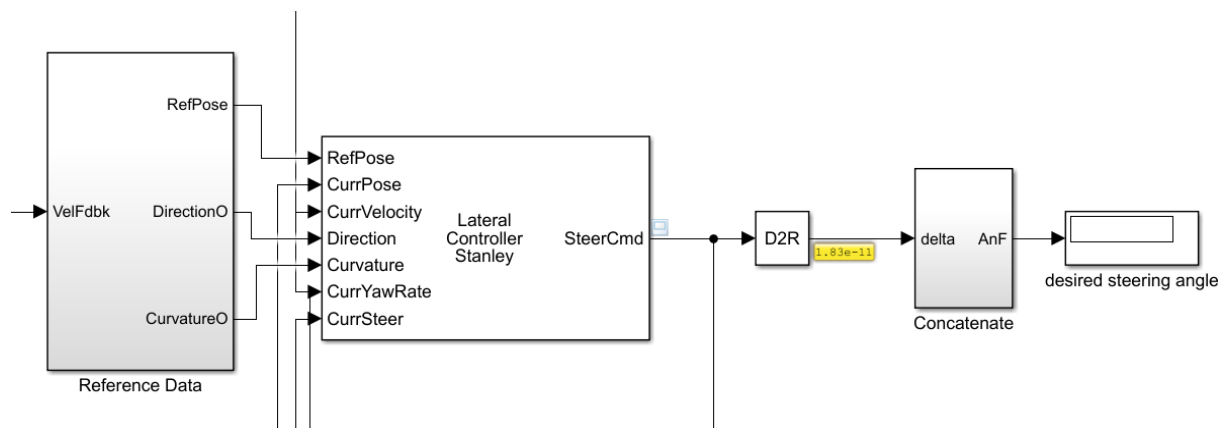 RefPose
VelFdbk
DirectionO
CurvatureO
Reference Data
RefPose
CurrPose
CurrVelocity
Direction
Curvature
CurrYawRate
CurrSteer
Lateral
Controller
Stanley
SteerCmd
D2R
1.83e-11
delta
AnF
Concatenate
desired steering angle